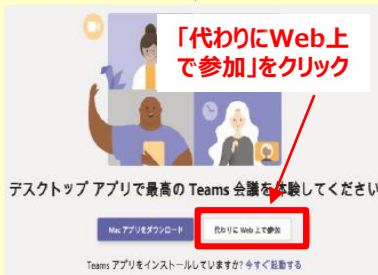 「代わりにWeb上
で参加」をクリック
デスクトップ アプリで最高の Teams 会議を体験してください
Mac アプリをダウンロード
代わりに Web 上で参加
Teams アプリをインストールしていますか? 今すぐ起動する